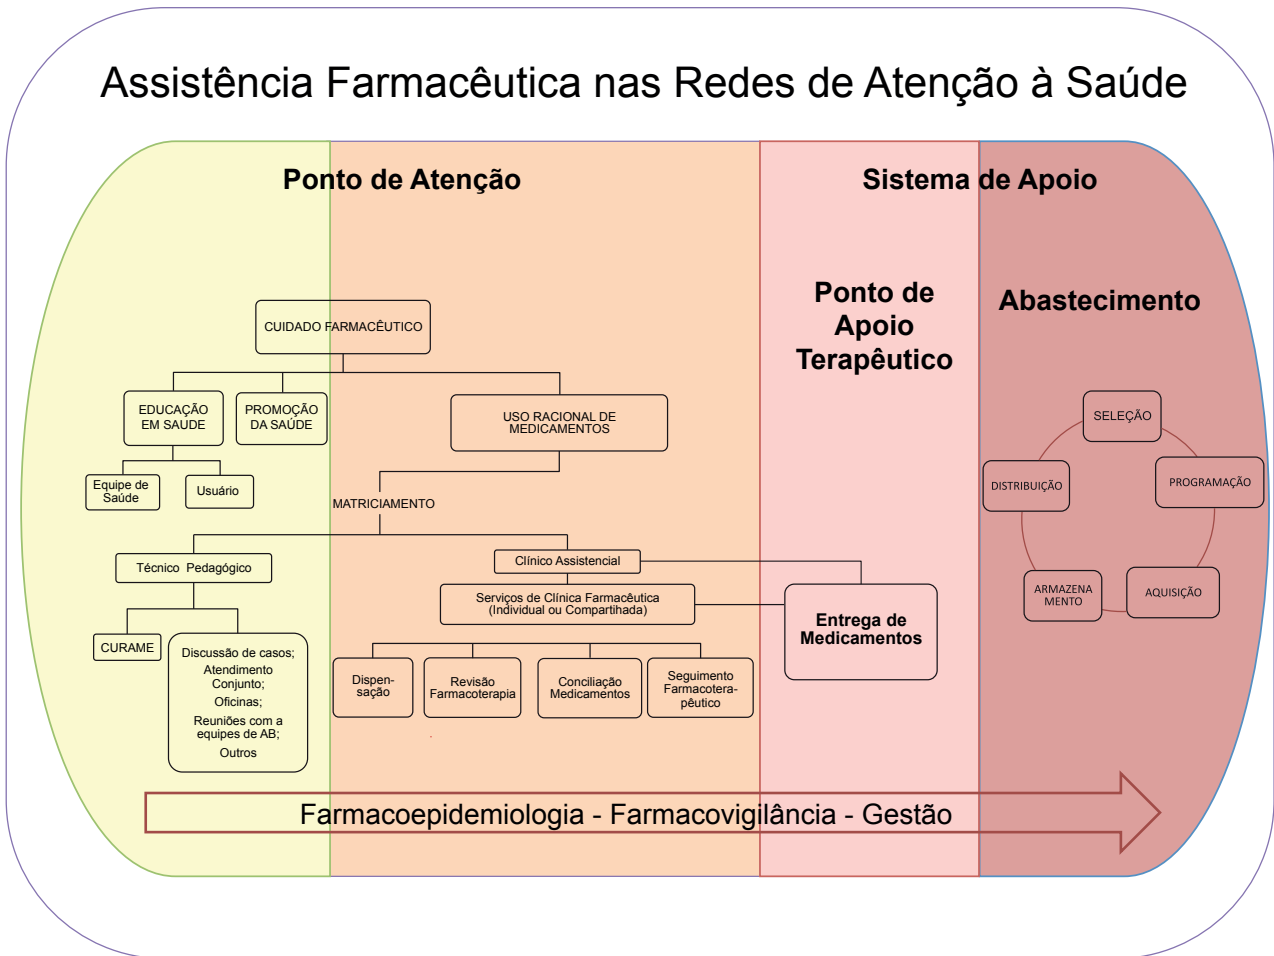 Assistência Farmacêutica nas Redes de Atenção à Saúde
Ponto de Atenção
Sistema de Apoio
Ponto de
Apoio
Terapêutico
Abastecimento
CUIDADO FARMACÊUTICO
EDUCAÇÃO
EM SAUDE
PROMOÇÃO
DA SAÚDE
USO RACIONAL DE
MEDICAMENTOS
Equipe de
Saúde
Usuário
MATRICIAMENTO
Técnico Pedagógico
Clínico Assistencial
Serviços de Clínica Farmacêutica
(Individual ou Compartihada)
CURAME
Discussão de casos;
Atendimento
Conjunto;
Oficinas;
Reuniões com a
equipes de AB;
Outros
Dispen-
sação
Revisão
Farmacoterapia
Conciliação
Medicamentos
Seguimento
Farmacotera-
pêutico
Entrega de
Medicamentos
SELEÇÃO
PROGRAMAÇÃO
AQUISIÇÃO
ARMAZENA
MENTO
DISTRIBUIÇÃO
Farmacoepidemiologia - Farmacovigilância - Gestão